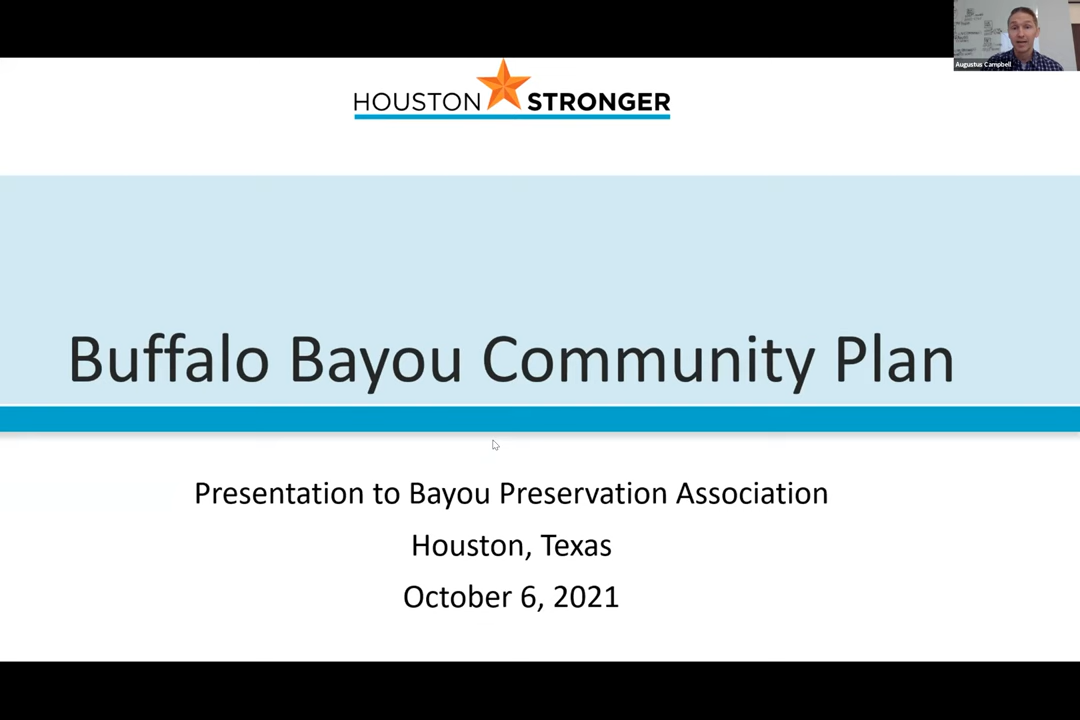 Augustus Campbell
HOUSTON STRONGER
Buffalo Bayou Community Plan
Presentation to Bayou Preservation Association
Houston, Texas
October 6, 2021